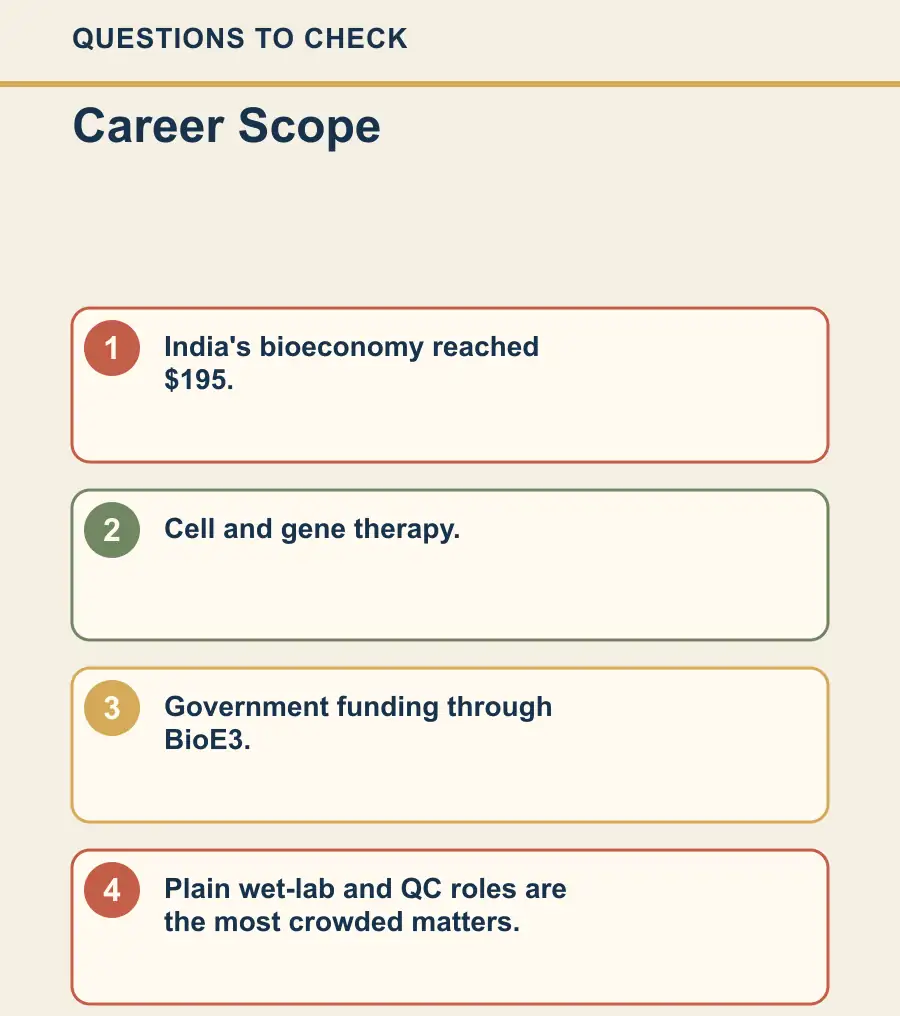 QUESTIONS TO CHECK
Career Scope
1
India's bioeconomy reached
$195.
2
Cell and gene therapy.
3
Government funding through
BioE3.
4
Plain wet-lab and QC roles are
the most crowded matters.